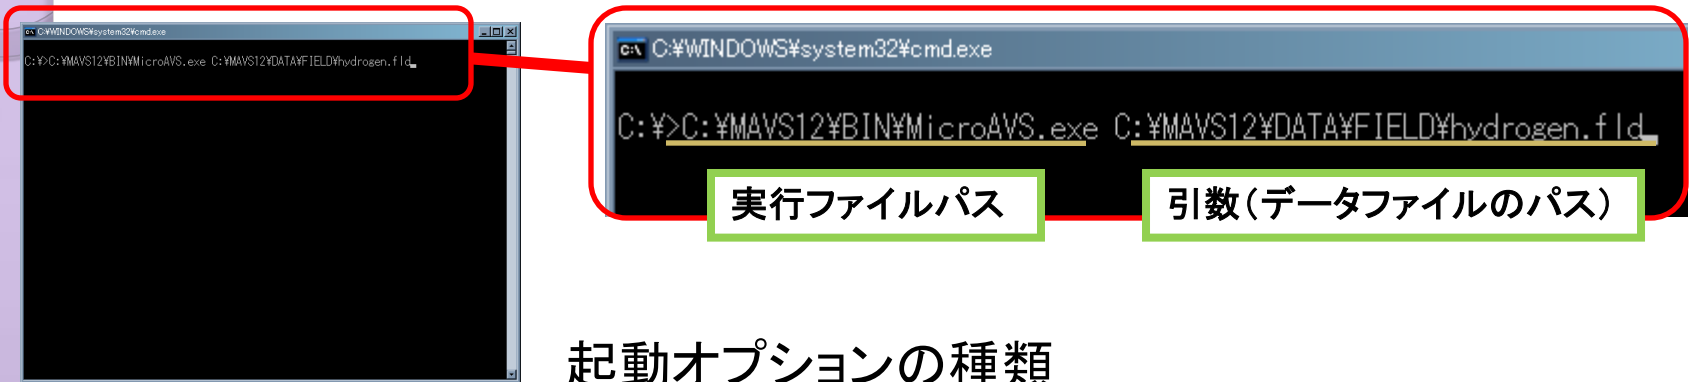 C:¥WINDOWS¥system32¥cmd.exe
C:¥>C:¥MAVS12¥BIN¥MicroAVS.exe C:¥MAVS12¥DATA¥FIELD¥hydrogen.fld
C:¥WINDOWS¥system32¥cmd.exe
C:¥>C:¥MAVS12¥BIN¥MicroAVS.exe C:¥MAVS12¥DATA¥FIELD¥hydrogen.fld
実行ファイルパス
引数(データファイルのパス)
起動オプションの種類